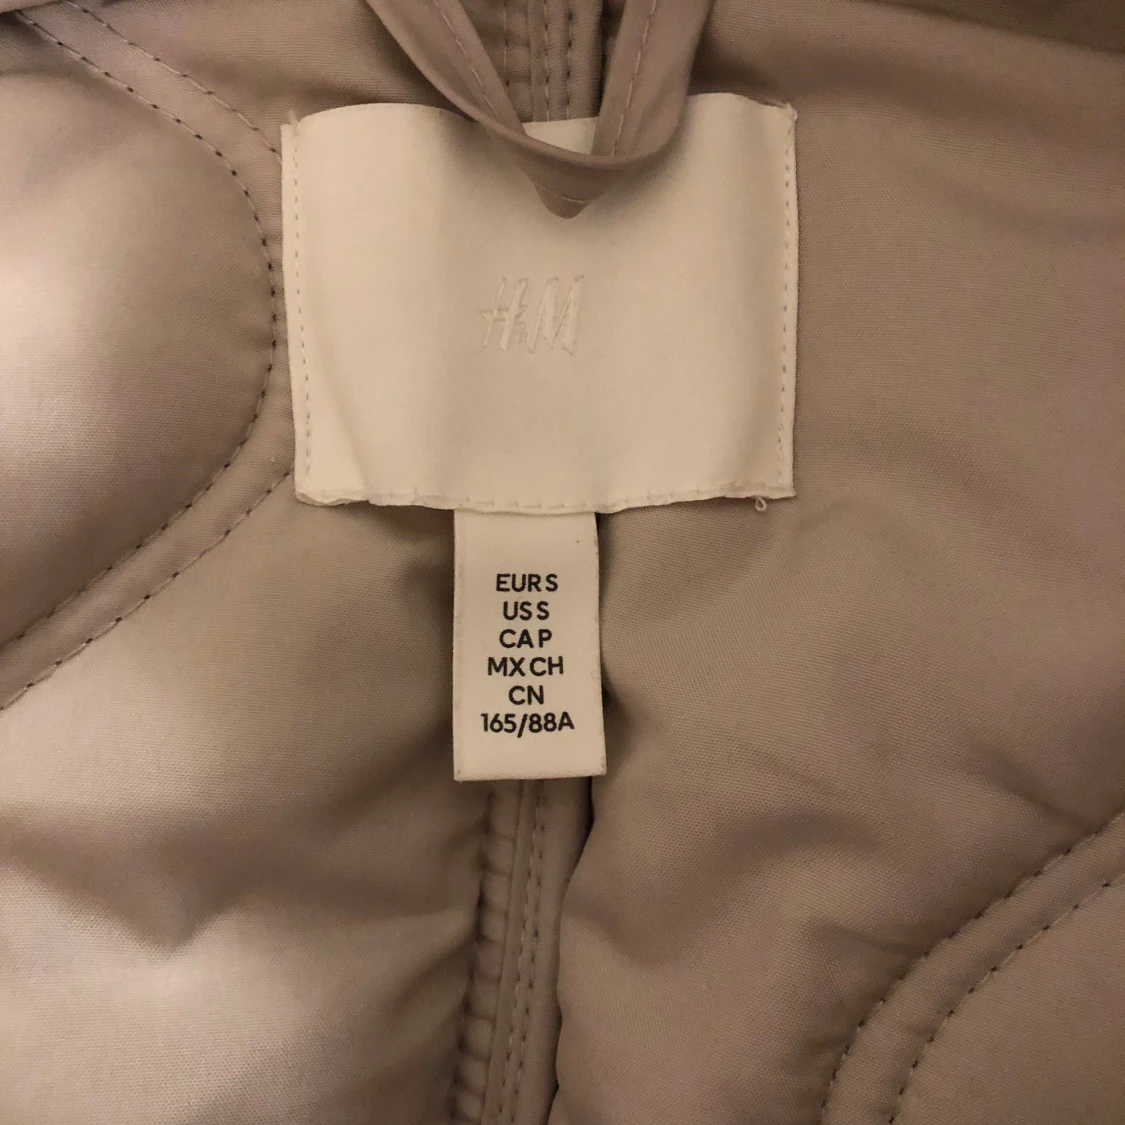 H&M
EUR S
US S
CA P
MX CH
CN
165/88A